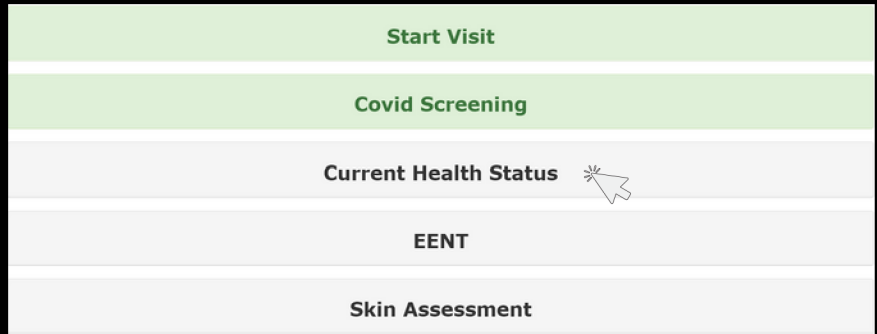 Start Visit
Covid Screening
Current Health Status
EENT
Skin Assessment